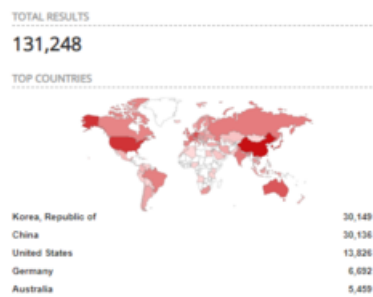 TOTAL RESULTS
131,248
TOP COUNTRIES
Korea, Republic of 30,149
China 30,136
United States 13,826
Germany 6,692
Australia 5,459